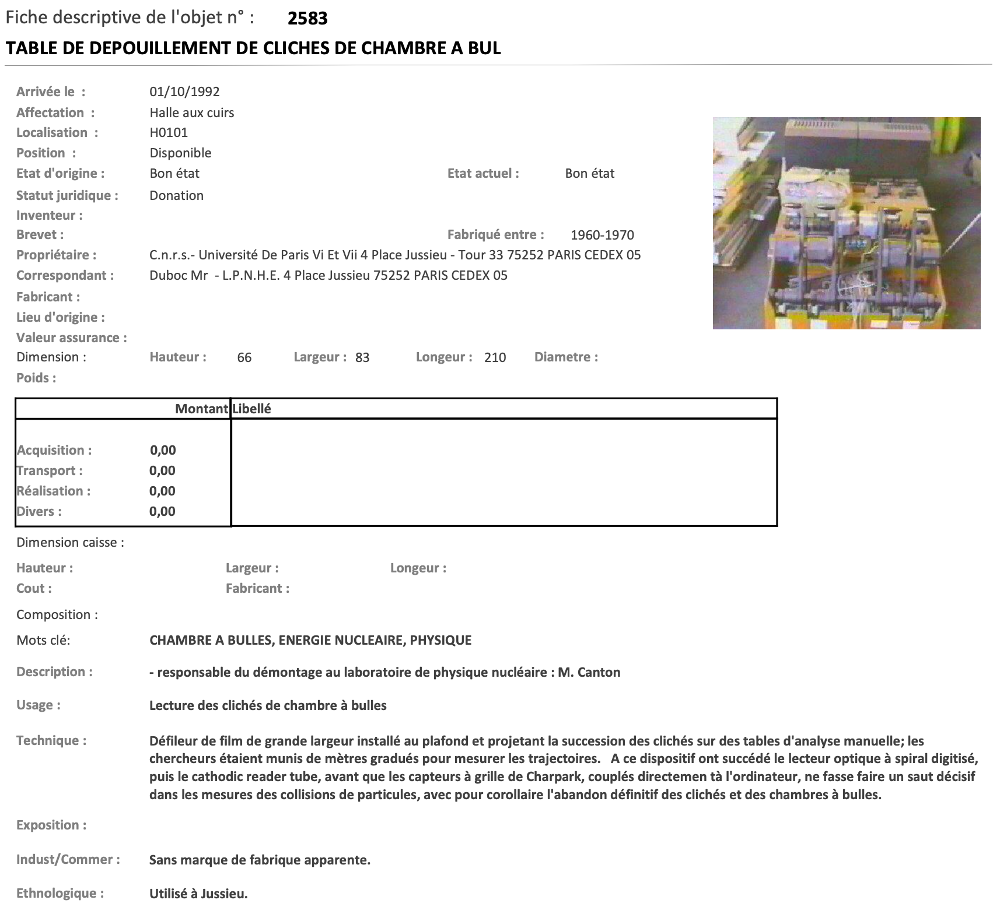 Fiche descriptive de l'objet n° : 2583
TABLE DE DEPOUILLEMENT DE CLICHES DE CHAMBRE A BUL
Arrivée le : 01/10/1992
Affectation : Halle aux cuirs
Localisation : H0101
Position : Disponible
Etat d'origine : Bon état Etat actuel : Bon état
Statut juridique : Donation
Inventeur :
Brevet : Fabriqué entre : 1960-1970
Propriétaire : C.n.r.s.- Université De Paris Vi Et Vii 4 Place Jussieu - Tour 33 75252 PARIS CEDEX 05
Correspondant : Duboc Mr - L.P.N.H.E. 4 Place Jussieu 75252 PARIS CEDEX 05
Fabricant :
Lieu d'origine :
Valeur assurance :
Dimension : Hauteur : 66 Largeur : 83 Longeur : 210 Diametre :
Poids :
Montant Libellé
Acquisition : 0,00
Transport : 0,00
Réalisation : 0,00
Divers : 0,00
Dimension caisse :
Hauteur : Largeur : Longeur :
Cout : Fabricant :
Composition :
Mots clé: CHAMBRE A BULLES, ENERGIE NUCLEAIRE, PHYSIQUE
Description : - responsable du démontage au laboratoire de physique nucléaire : M. Canton
Usage : Lecture des clichés de chambre à bulles
Technique : Défileur de film de grande largeur installé au plafond et projetant la succession des clichés sur des tables d'analyse manuelle; les
chercheurs étaient munis de mètres gradués pour mesurer les trajectoires. A ce dispositif ont succédé le lecteur optique à spiral digitisé,
puis le cathodic reader tube, avant que les capteurs à grille de Charpark, couplés directemen tà l'ordinateur, ne fasse faire un saut décisif
dans les mesures des collisions de particules, avec pour corollaire l'abandon définitif des clichés et des chambres à bulles.
Exposition :
Indust/Commer : Sans marque de fabrique apparente.
Ethnologique : Utilisé à Jussieu.